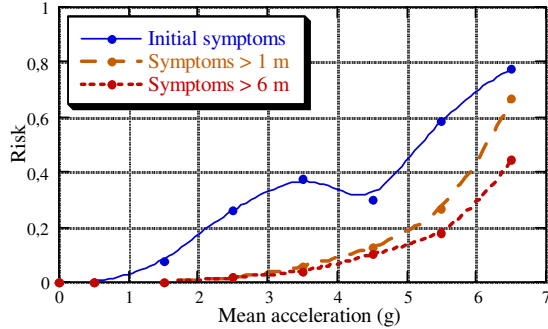 1
Initial symptoms
Symptoms > 1 m
Symptoms > 6 m
0,8
0,6
0,4
0,2
0
Risk
0 1 2 3 4 5 6 7
Mean acceleration (g)